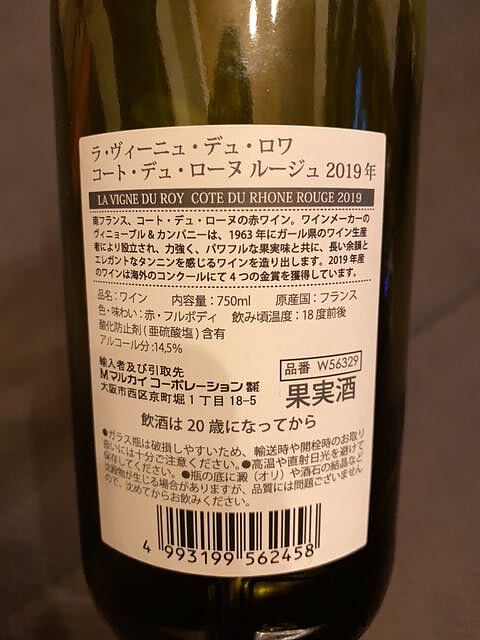 ラ・ヴィーニュ・デュ・ロワ
コート・デュ・ローヌ ルージュ 2019年
LA VIGNE DU ROY COTE DU RHONE ROUGE 2019
南フランス、コート・デュ・ローヌの赤ワイン。ワインメーカーの
ヴィニョーブル＆カンパニーは、1963年にガール県のワイン生産
者により設立され、力強く、パワフルな果実味と共に、長い余韻と
エレガントなタンニンを感じるワインを造り出します。2019年産
のワインは海外のコンクールにて4つの金賞を獲得しています。
品名：ワイン 内容量：750ml 原産国：フランス
色・味わい：赤・フルボディ 飲み頃温度：18度前後
酸化防止剤(亜硫酸塩)含有
アルコール分：14,5%
輸入者及び引取先
Mマルカイ コーポレーション株式会社
大阪市西区京町堀1丁目18-5
品番 W56329
果実酒
飲酒は20歳になってから
●ガラス瓶は破損しやすいため、輸送時や開栓時のお取り
扱いには十分ご注意ください。●高温や直射日光を避けて
保存してください。●瓶の底に澱（オリ）や酒石の結晶など
沈殿物が生じる場合がありますが、品質には問題ございません
ので、沈めてからお飲みください。
4 993199 562458